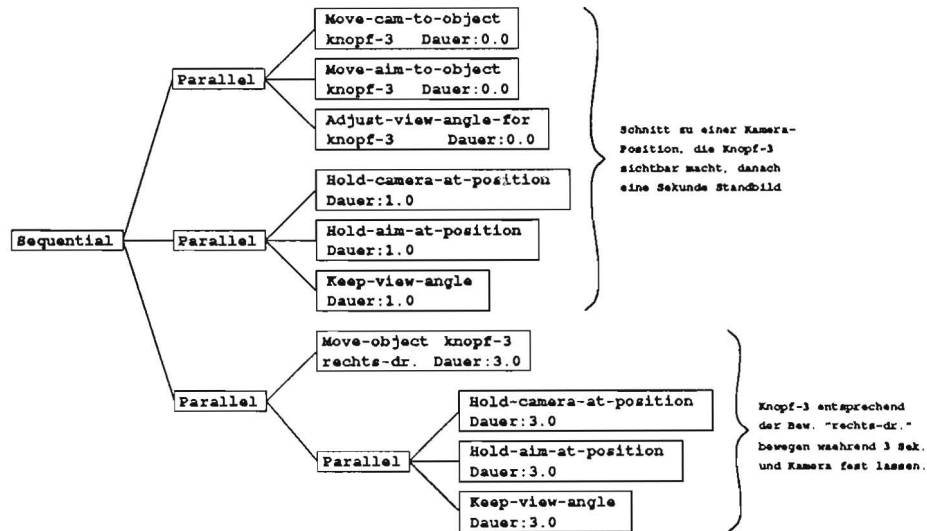 Move-cam-to-object
knopf-3 Dauer:0.0
Parallel
Move-aim-to-object
knopf-3 Dauer:0.0
Adjust-view-angle-for
knopf-3 Dauer:0.0
Schnitt zu einer Kamera-
Position, die Knopf-3
sichtbar macht, danach
eine Sekunde Standbild
Hold-camera-at-position
Dauer:1.0
Sequential
Parallel
Hold-aim-at-position
Dauer:1.0
Keep-view-angle
Dauer:1.0
Move-object knopf-3
rechts-dr. Dauer:3.0
Parallel
Hold-camera-at-position
Dauer:3.0
Parallel
Hold-aim-at-position
Dauer:3.0
Keep-view-angle
Dauer:3.0
Knopf-3 entsprechend
der Bew. "rechts-dr."
bewegen waehrend 3 Sek.
und Kamera fest lassen.